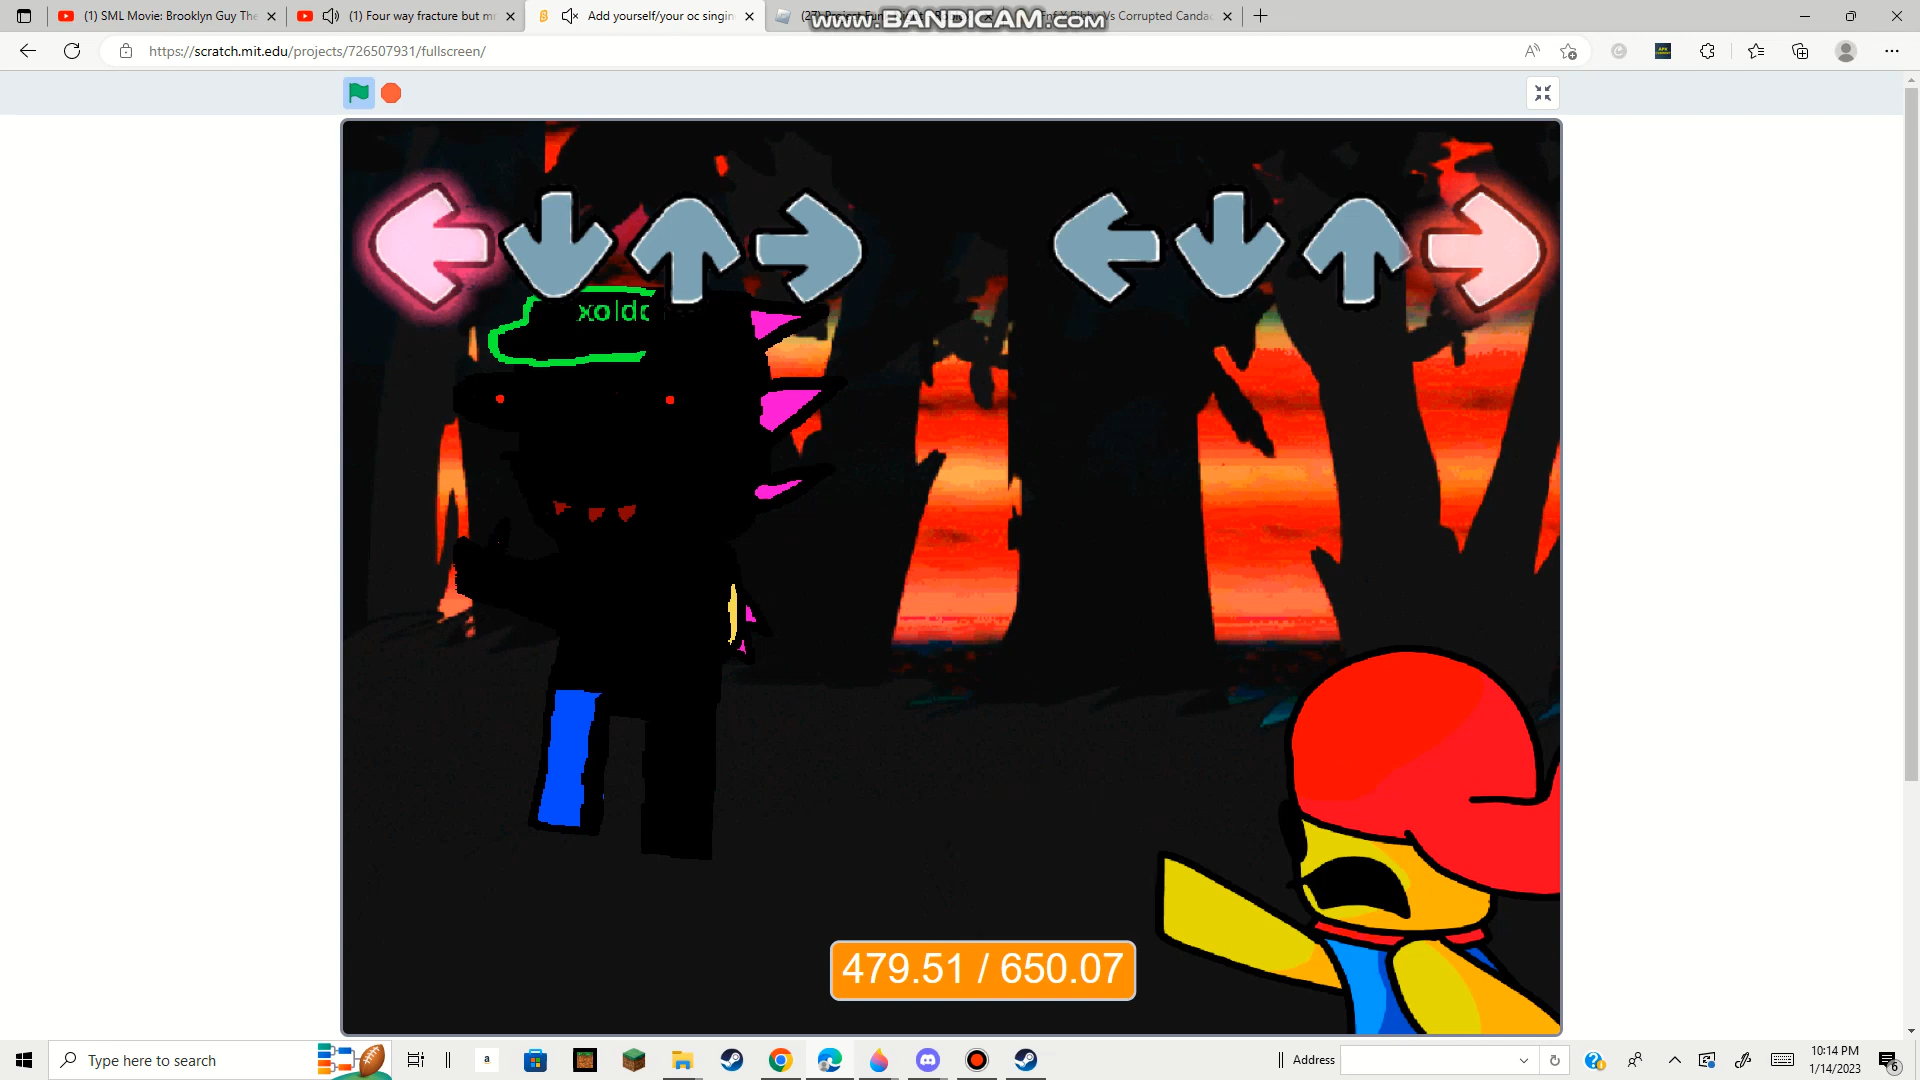 (1) SML Movie: Brooklyn Guy The
(1) Four way fracture but m
Add yourself/your oc singin
www.BANDICAM.com
Vs Corrupted Canda
https://scratch.mit.edu/projects/726507931/fullscreen/
xoldc
479.51 / 650.07
Type here to search
a
Address
10:14 PM
1/14/2023
6